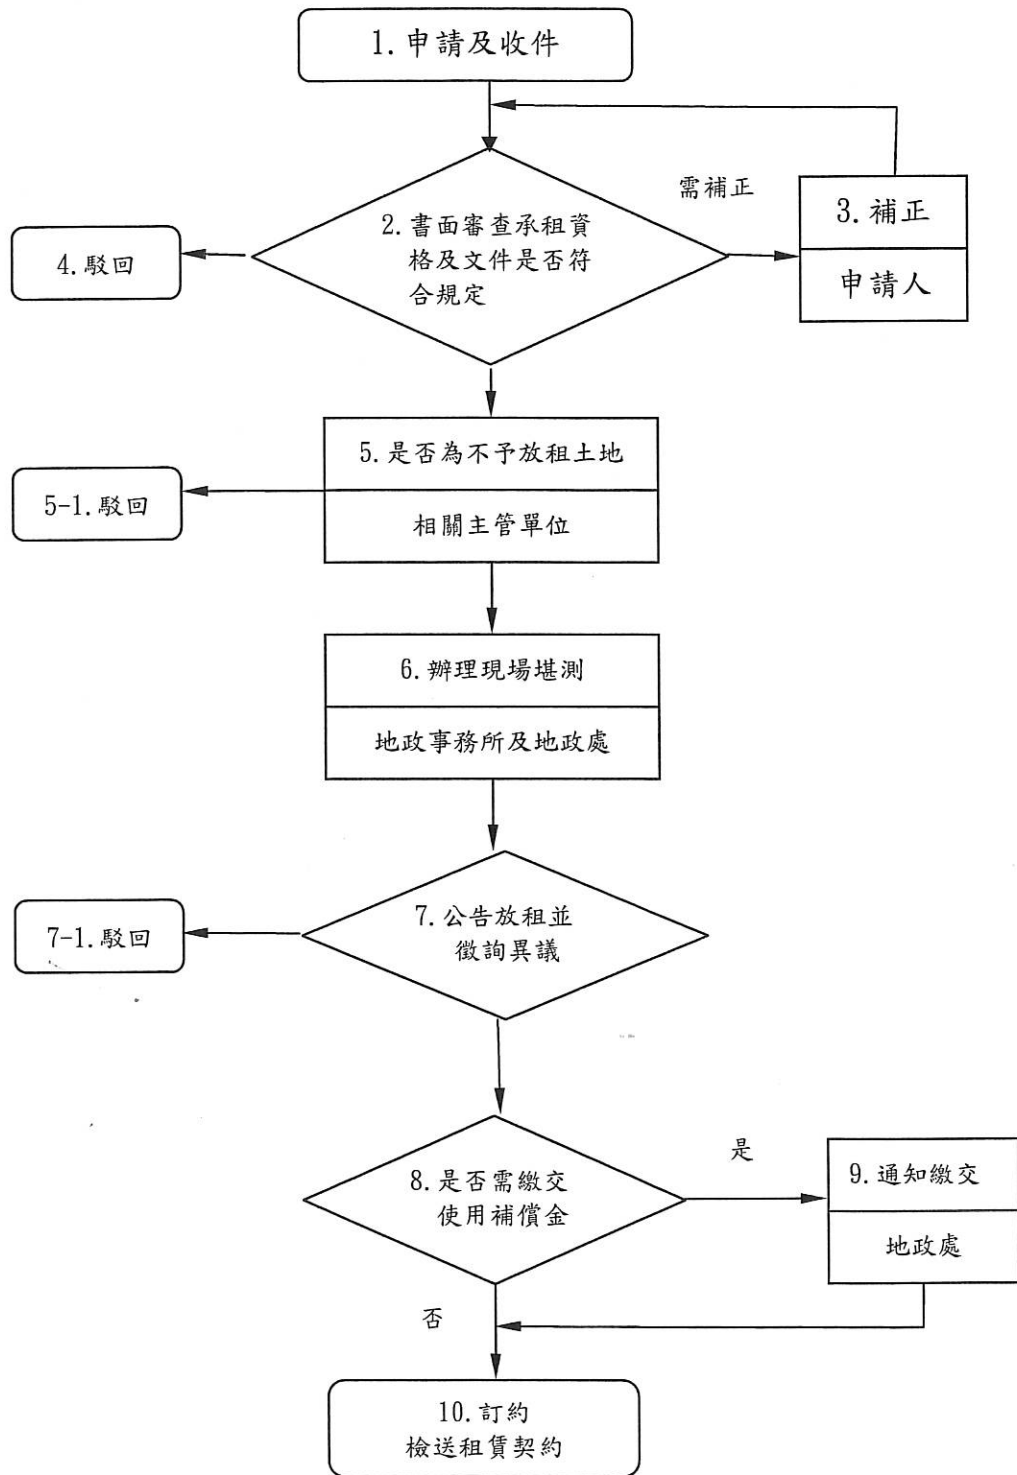 1.申請及收件
需補正
3.補正
申請人
2.書面審查承租資
格及文件是否符
合規定
4.駁回
5.是否為不予放租土地
相關主管單位
5-1.駁回
6.辦理現場堪測
地政事務所及地政處
7.公告放租並
徵詢異議
7-1.駁回
8.是否需繳交
使用補償金
是
9.通知繳交
地政處
否
10.訂約
檢送租賃契約